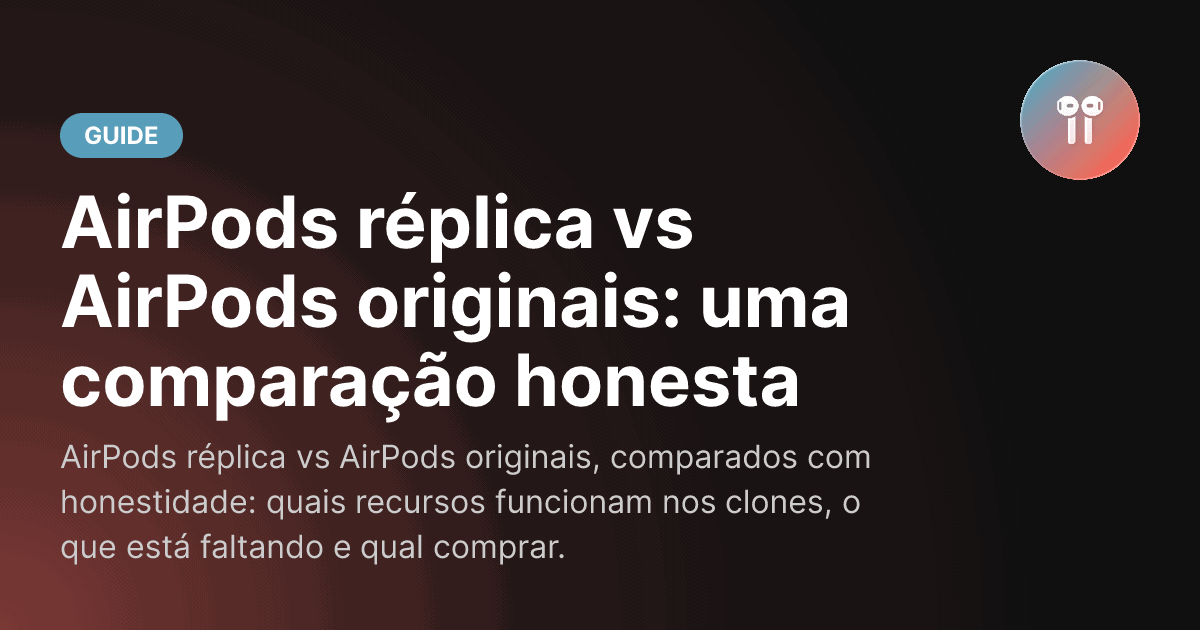 GUIDE
AirPods réplica vs
AirPods originais: uma
comparação honesta
AirPods réplica vs AirPods originais, comparados com
honestidade: quais recursos funcionam nos clones, o
que está faltando e qual comprar.